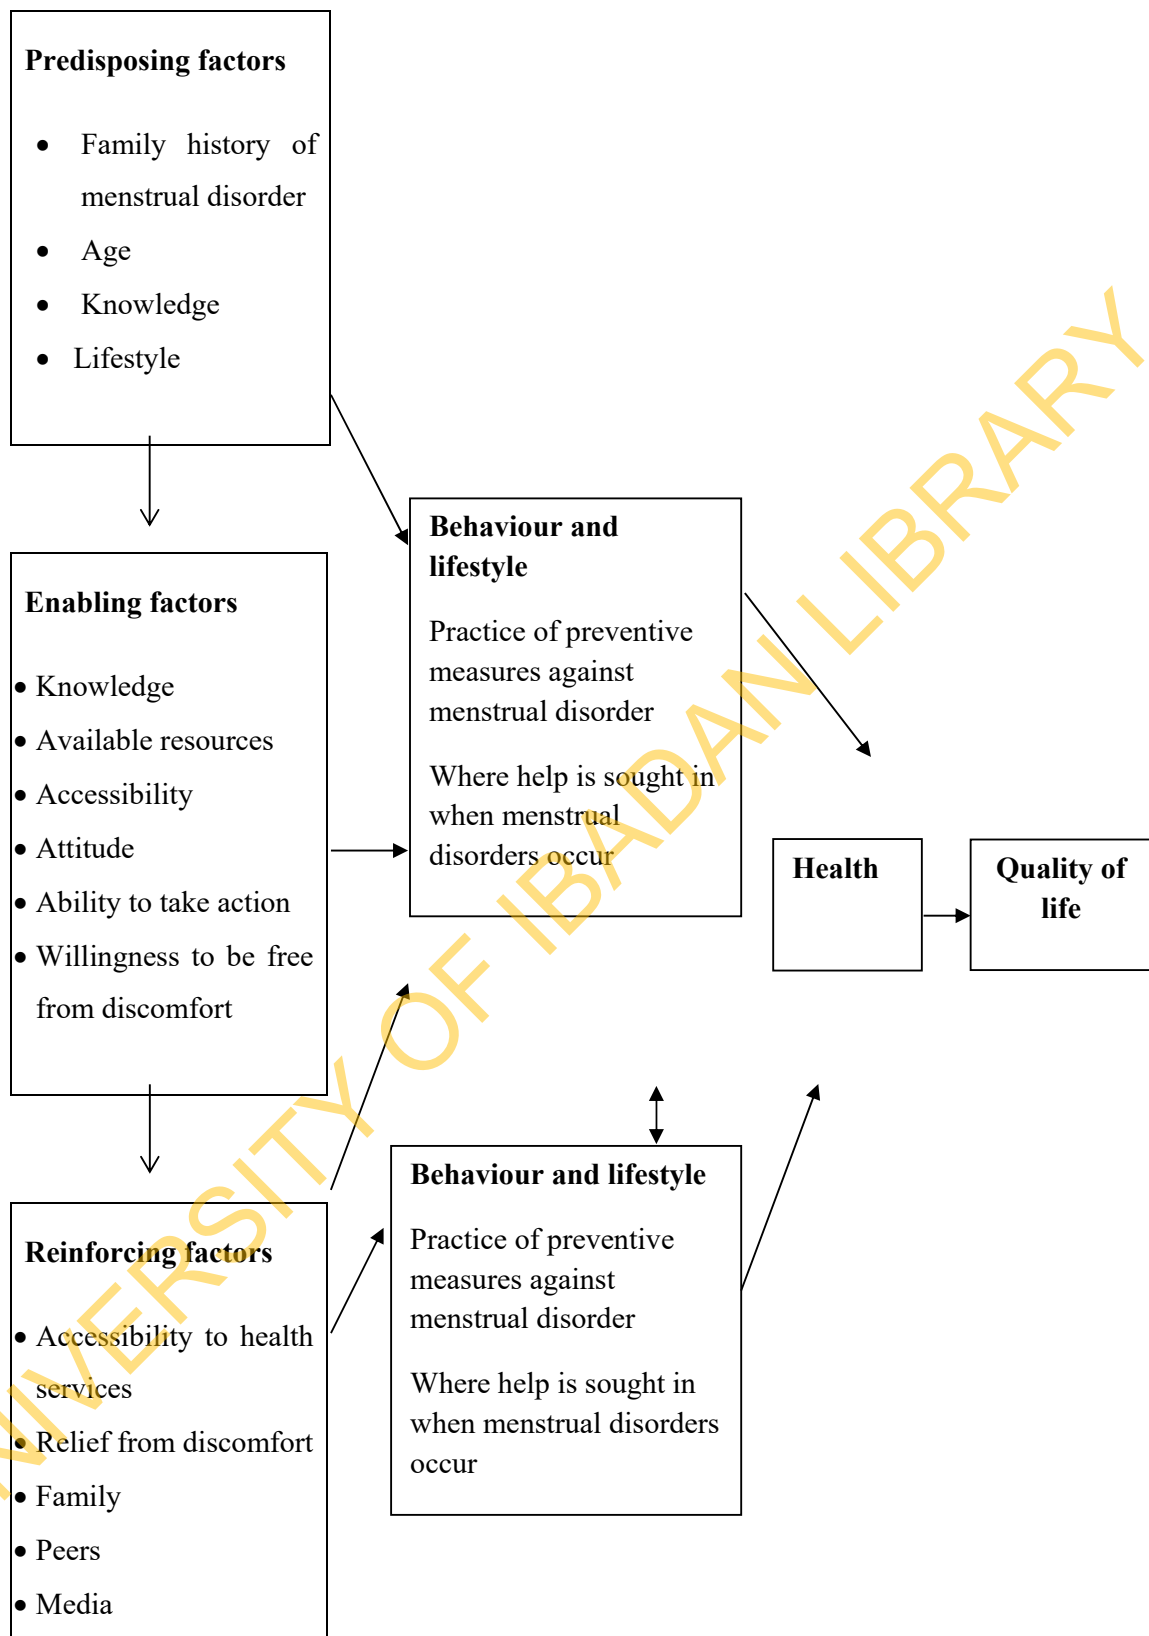 Predisposing factors
• Family history of
menstrual disorder
• Age
• Knowledge
• Lifestyle
Enabling factors
• Knowledge
• Available resources
• Accessibility
• Attitude
• Ability to take action
• Willingness to be free
from discomfort
Reinforcing factors
• Accessibility to health
services
• Relief from discomfort
• Family
• Peers
• Media
Behaviour and
lifestyle
Practice of preventive
measures against
menstrual disorder
Where help is sought in
when menstrual
disorders occur
Behaviour and lifestyle
Practice of preventive
measures against
menstrual disorder
Where help is sought in
when menstrual disorders
occur
Health
Quality of
life
UNIVERSITY OF IBADAN LIBRARY